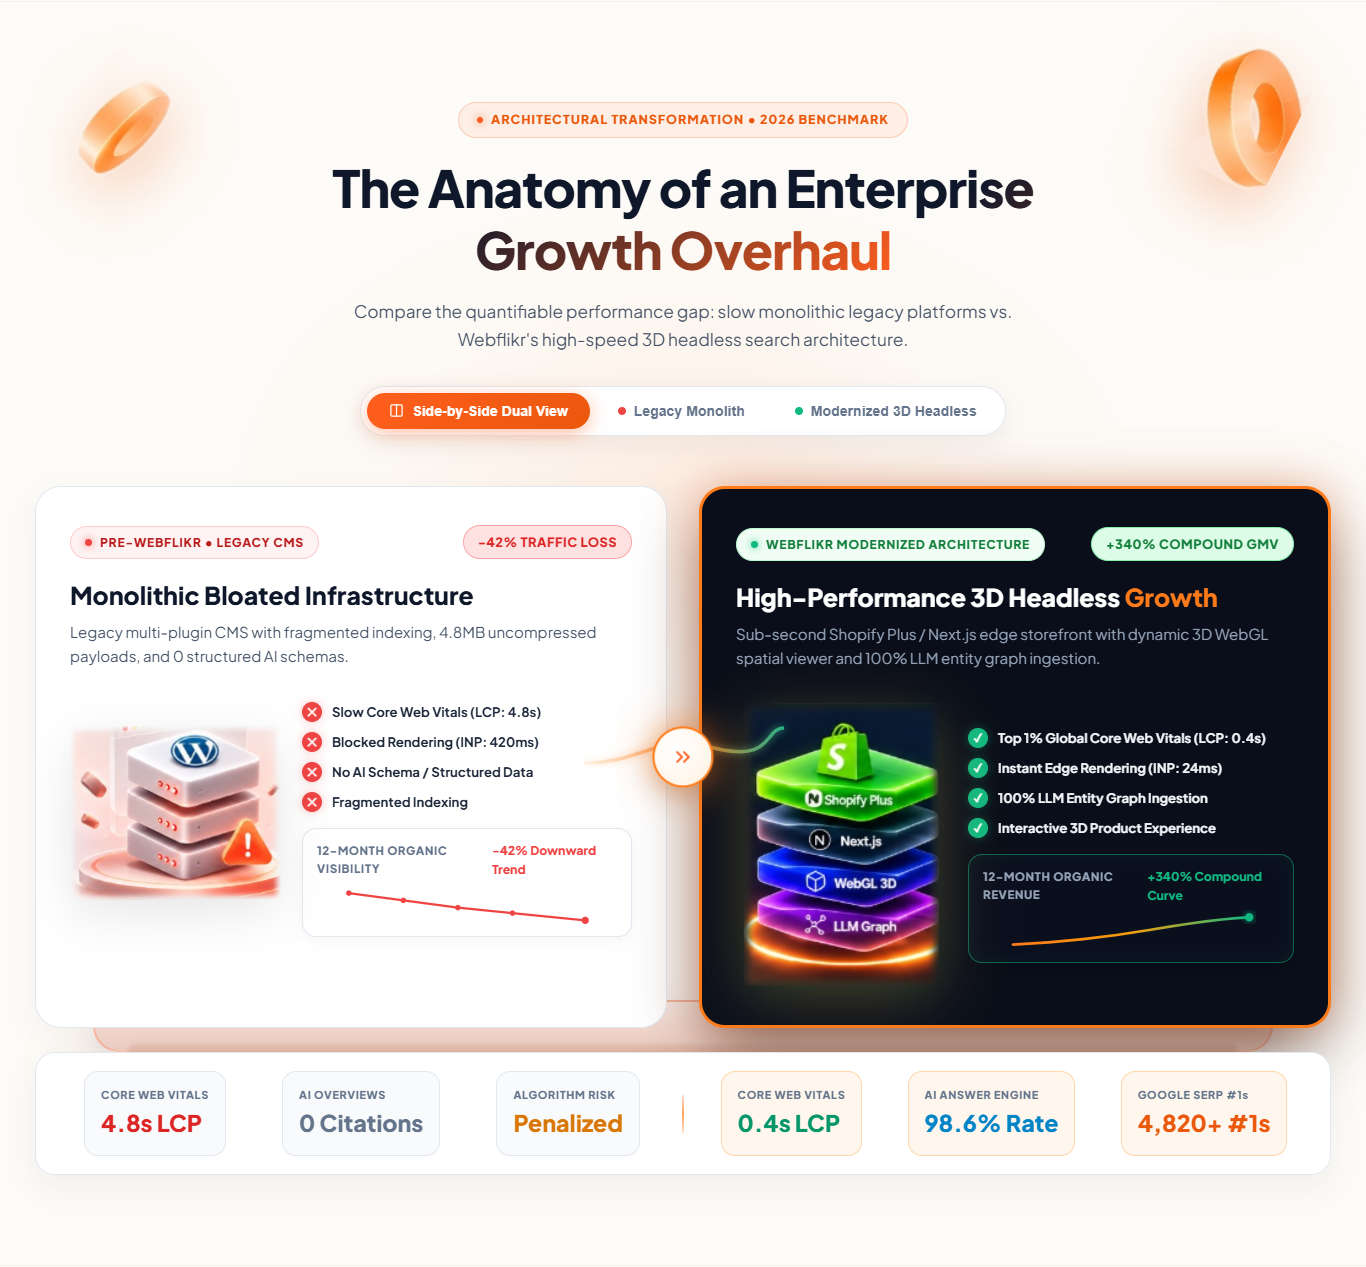 ARCHITECTURAL TRANSFORMATION ● 2026 BENCHMARK
The Anatomy of an Enterprise
Growth Overhaul
Compare the quantifiable performance gap: slow monolithic legacy platforms vs.
Webflikr's high-speed 3D headless search architecture.
Side-by-Side Dual View
Legacy Monolith
Modernized 3D Headless
PRE-WEBFLIKR ● LEGACY CMS
-42% TRAFFIC LOSS
Monolithic Bloated Infrastructure
Legacy multi-plugin CMS with fragmented indexing, 4.8MB uncompressed
payloads, and 0 structured AI schemas.
Slow Core Web Vitals (LCP: 4.8s)
Blocked Rendering (INP: 420ms)
No AI Schema / Structured Data
Fragmented Indexing
12-MONTH ORGANIC
VISIBILITY
-42% Downward
Trend
WEBFLIKR MODERNIZED ARCHITECTURE
+340% COMPOUND GMV
High-Performance 3D Headless Growth
Sub-second Shopify Plus / Next.js edge storefront with dynamic 3D WebGL
spatial viewer and 100% LLM entity graph ingestion.
Shopify Plus
Next.js
WebGL 3D
LLM Graph
Top 1% Global Core Web Vitals (LCP: 0.4s)
Instant Edge Rendering (INP: 24ms)
100% LLM Entity Graph Ingestion
Interactive 3D Product Experience
12-MONTH ORGANIC
REVENUE
+340% Compound
Curve
CORE WEB VITALS
4.8s LCP
AI OVERVIEWS
0 Citations
ALGORITHM RISK
Penalized
CORE WEB VITALS
0.4s LCP
AI ANSWER ENGINE
98.6% Rate
GOOGLE SERP #1s
4,820+ #1s